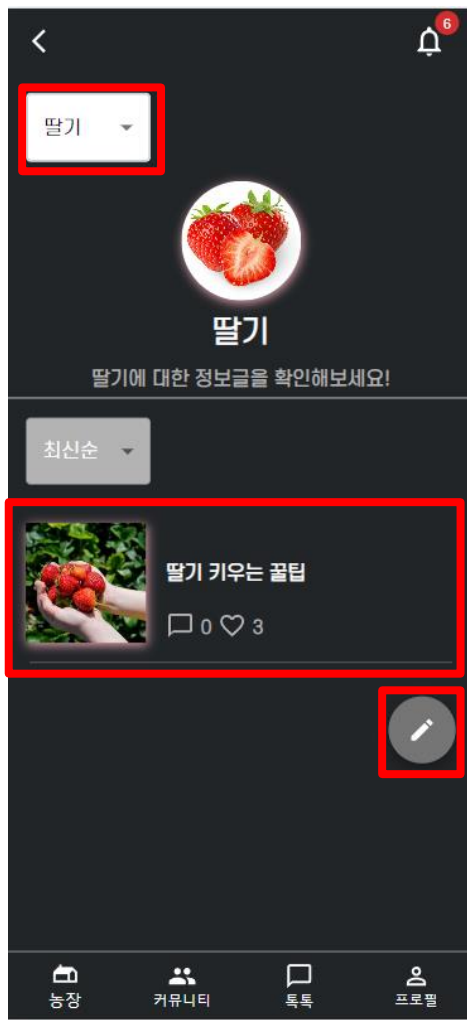 6
딸기
딸기
딸기에 대한 정보글을 확인해보세요!
최신순
딸기 키우는 꿀팁
0 3
농장 커뮤니티 톡톡 프로필